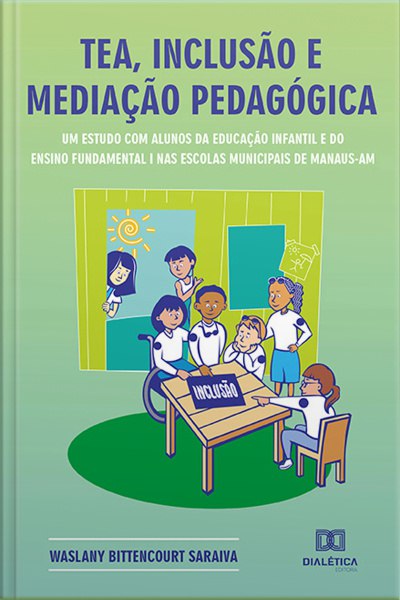 TEA, INCLUSÃO E
MEDIAÇÃO PEDAGÓGICA
UM ESTUDO COM ALUNOS DA EDUCAÇÃO INFANTIL E DO
ENSINO FUNDAMENTAL I NAS ESCOLAS MUNICIPAIS DE MANAUS-AM
INCLUSÃO
WASLANY BITTENCOURT SARAIVA
DIALÉTICA
EDITORA